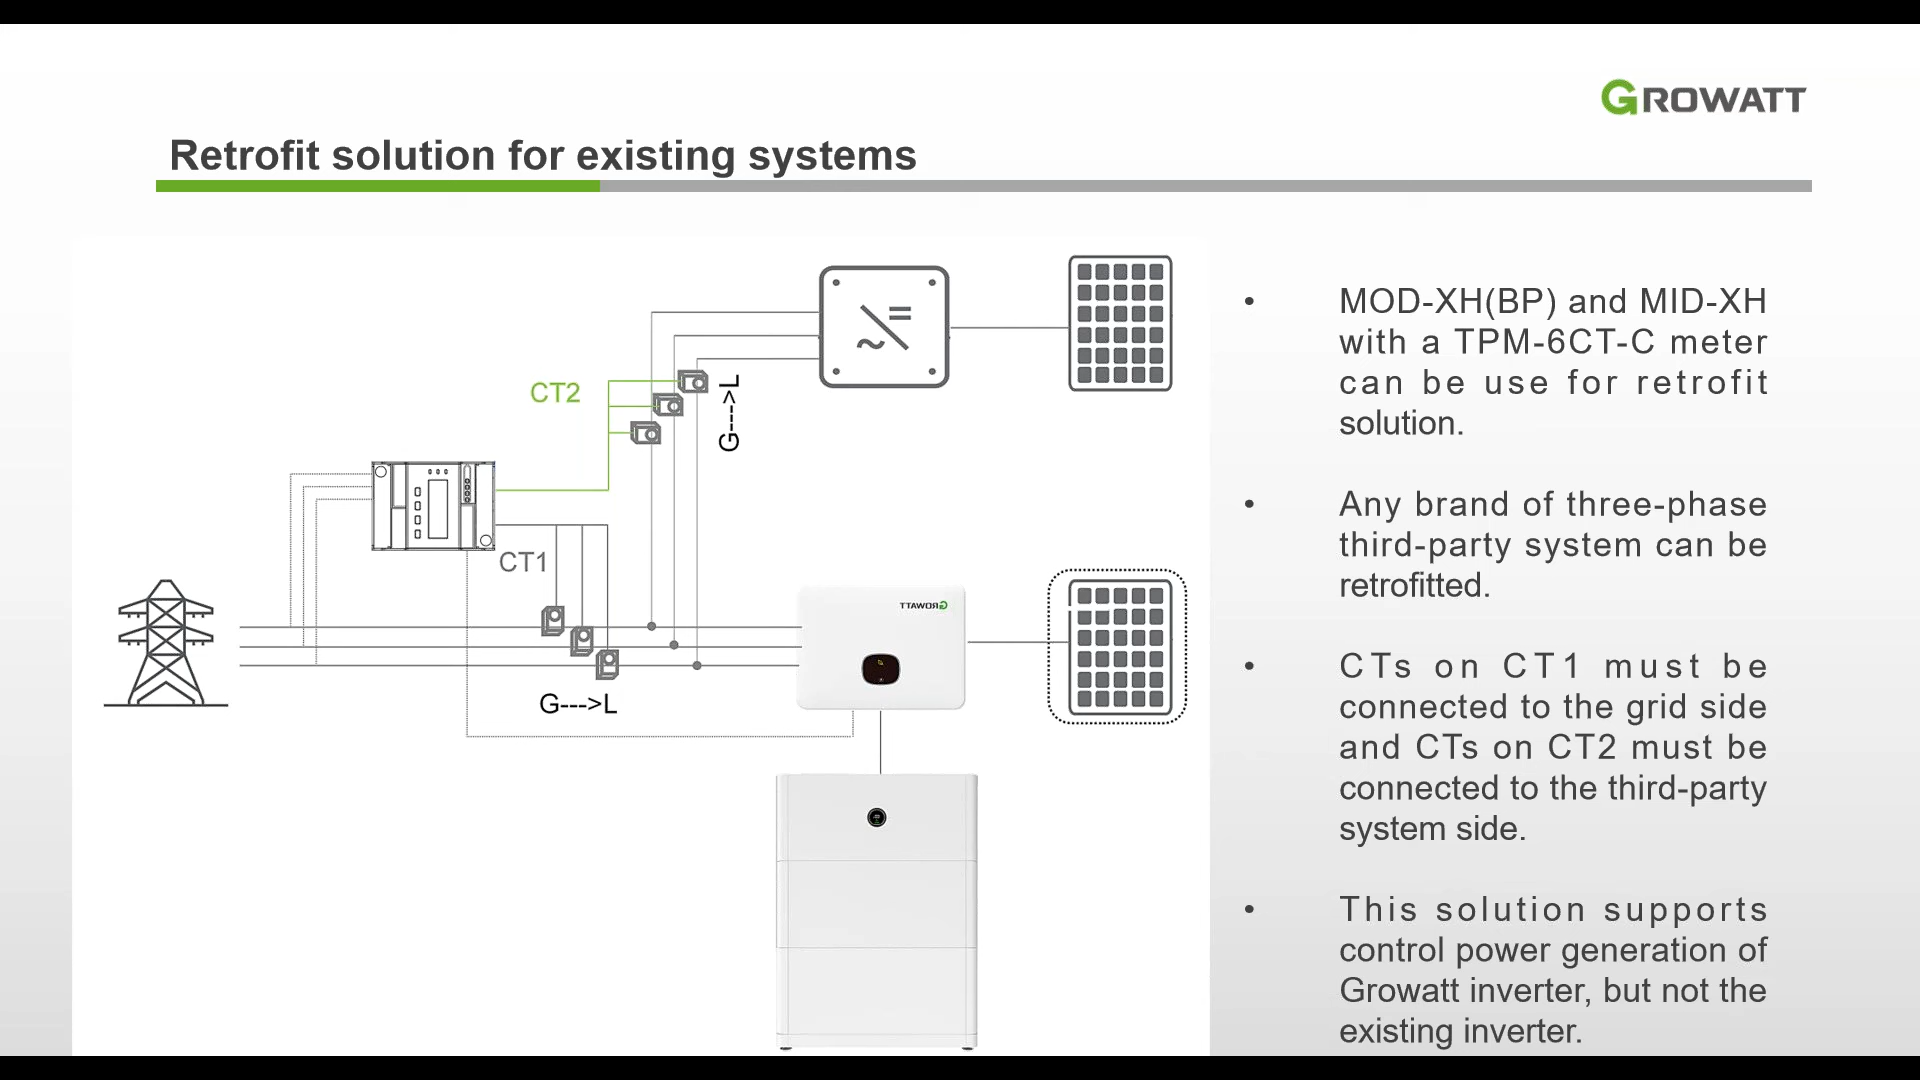 GROWATT
Retrofit solution for existing systems
CT2
G--->L
CT1
G--->L
GROWATT
• MOD-XH(BP) and MID-XH
with a TPM-6CT-C meter
can be use for retrofit
solution.
• Any brand of three-phase
third-party system can be
retrofitted.
• CTs on CT1 must be
connected to the grid side
and CTs on CT2 must be
connected to the third-party
system side.
• This solution supports
control power generation of
Growatt inverter, but not the
existing inverter.